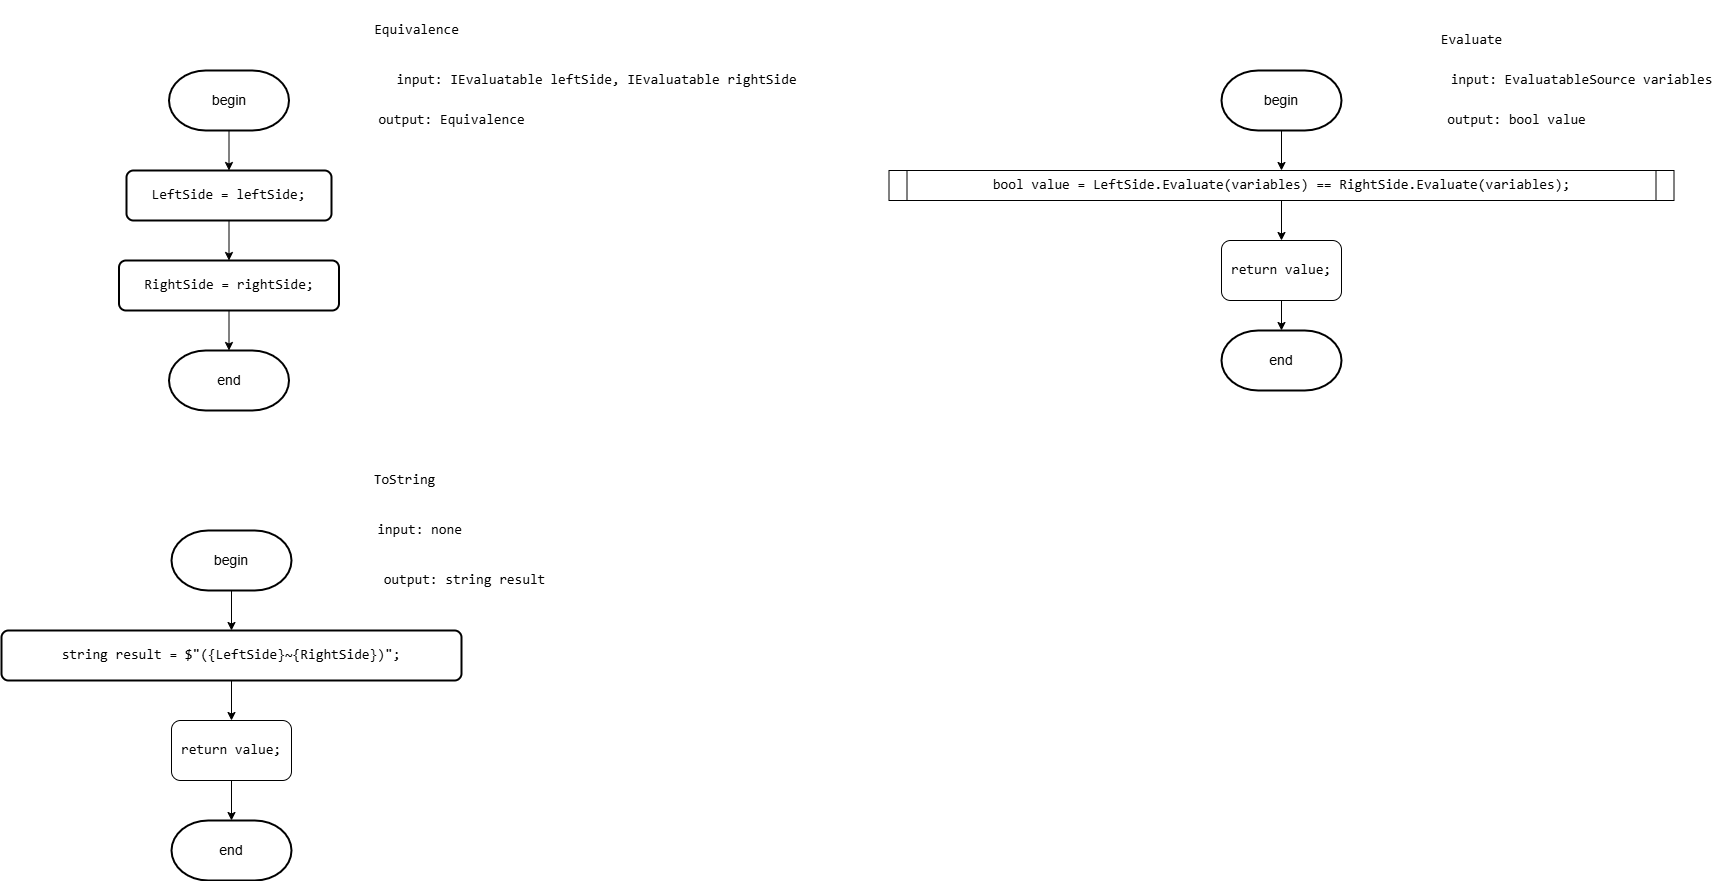 Equivalence
input: IEvaluatable leftSide, IEvaluatable rightSide
output: Equivalence
begin
LeftSide = leftSide;
RightSide = rightSide;
end
Evaluate
input: EvaluatableSource variables
output: bool value
begin
bool value = LeftSide.Evaluate(variables) == RightSide.Evaluate(variables);
return value;
end
ToString
input: none
output: string result
begin
string result = $"({LeftSide}~{RightSide})";
return value;
end